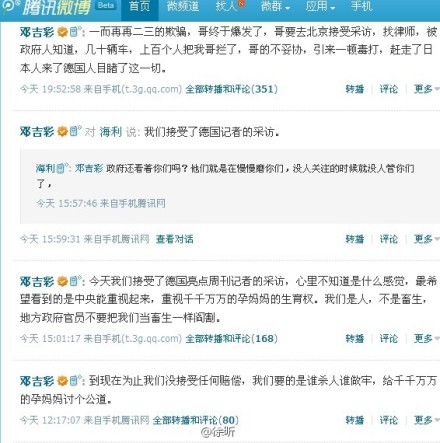 腾讯微博 Beta 首页 微频道 找人 微群 应用 手机
邓吉彩: 一而再再二三的欺骗，哥终于爆发了，哥要去北京接受采访，找律师，被
政府人知道，几十辆车，上百个人把我哥拦了，哥的不妥协，引来一顿毒打，赶走了日
本人来了德国人目睹了这一切。
今天 19:52:58 来自手机(t.3g.qq.com) 全部转播和评论(351) 转播 评论 更多
邓吉彩 对 海利 说: 我们接受了德国记者的采访。
海利: 邓吉彩 政府还看着你们吗？他们就是在慢慢磨你们，没人关注的时候就没人管你们
了，
今天 15:57:46 来自手机腾讯网
今天 15:59:31 来自手机腾讯网 查看对话 转播 评论 更多
邓吉彩: 今天我们接受了德国亮点周刊记者的采访，心里不知道是什么感觉，最希
望看到的是中央能重视起来，重视千千万万的孕妈妈的生育权。我们是人，不是畜生，
地方政府官员不要把我们当畜生一样阉割。
今天 15:01:17 来自手机(t.3g.qq.com) 全部转播和评论(168) 转播 评论 更多
邓吉彩: 到现在为止我们没接受任何赔偿，我们要的是谁杀人谁做牢，给千千万万
的孕妈妈讨个公道。
今天 12:17:07 来自手机(t.3g.qq.com) 全部转播和评论(80) 转播 评论 更多
@徐昕